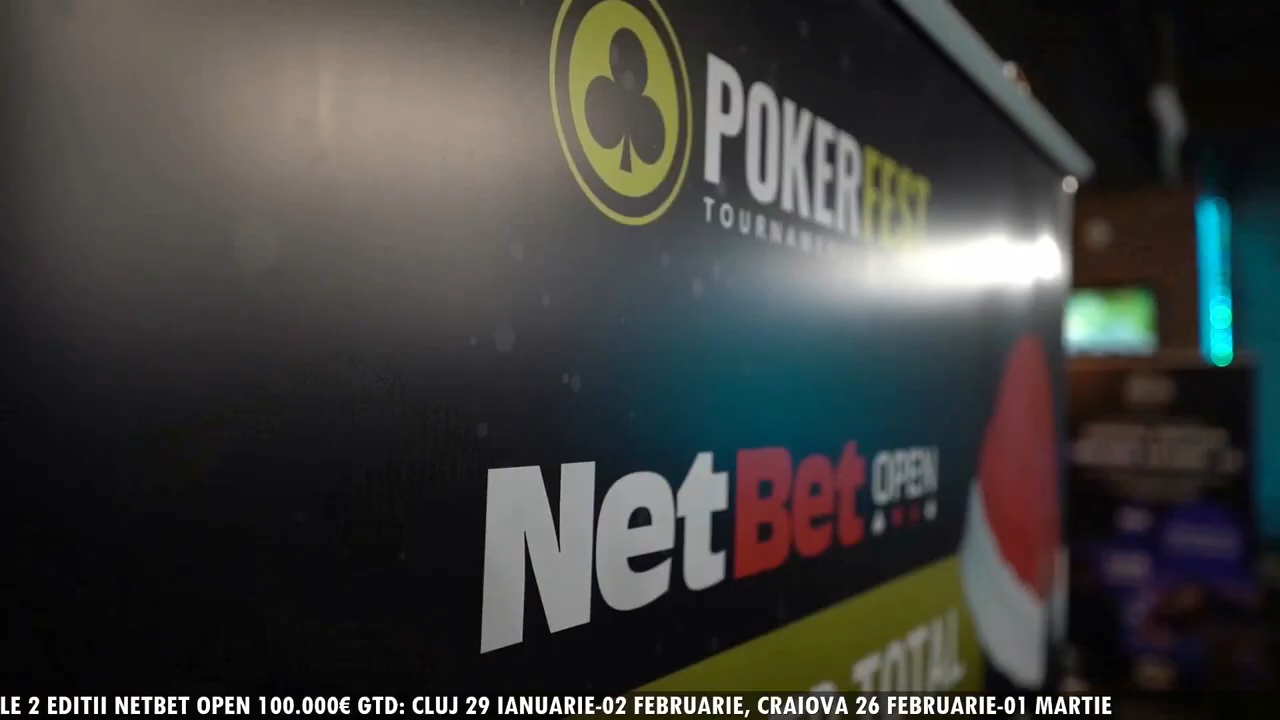 POKERFEST
NetBet OPEN
TOTAL
LE 2 EDITII NETBET OPEN 100.000€ GTD: CLUJ 29 IANUARIE-02 FEBRUARIE, CRAIOVA 26 FEBRUARIE-01 MARTIE